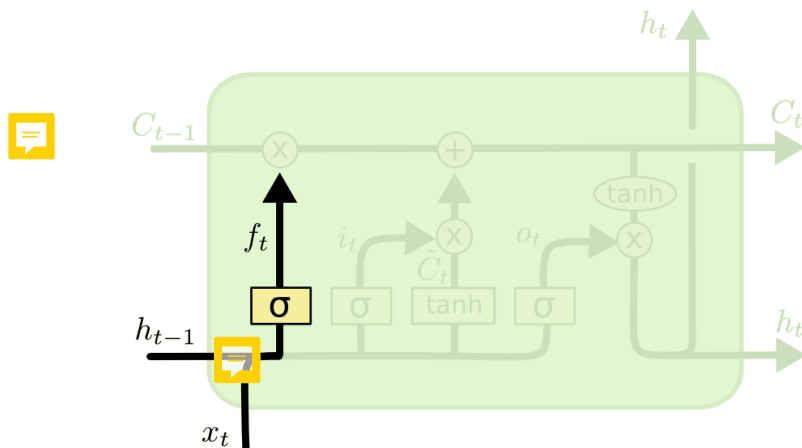 h_t
C_{t-1}
x
+
C_t
tanh
f_t
i_t
x
C̃_t
o_t
x
σ
σ
tanh
σ
h_{t-1}
h_t
x_t